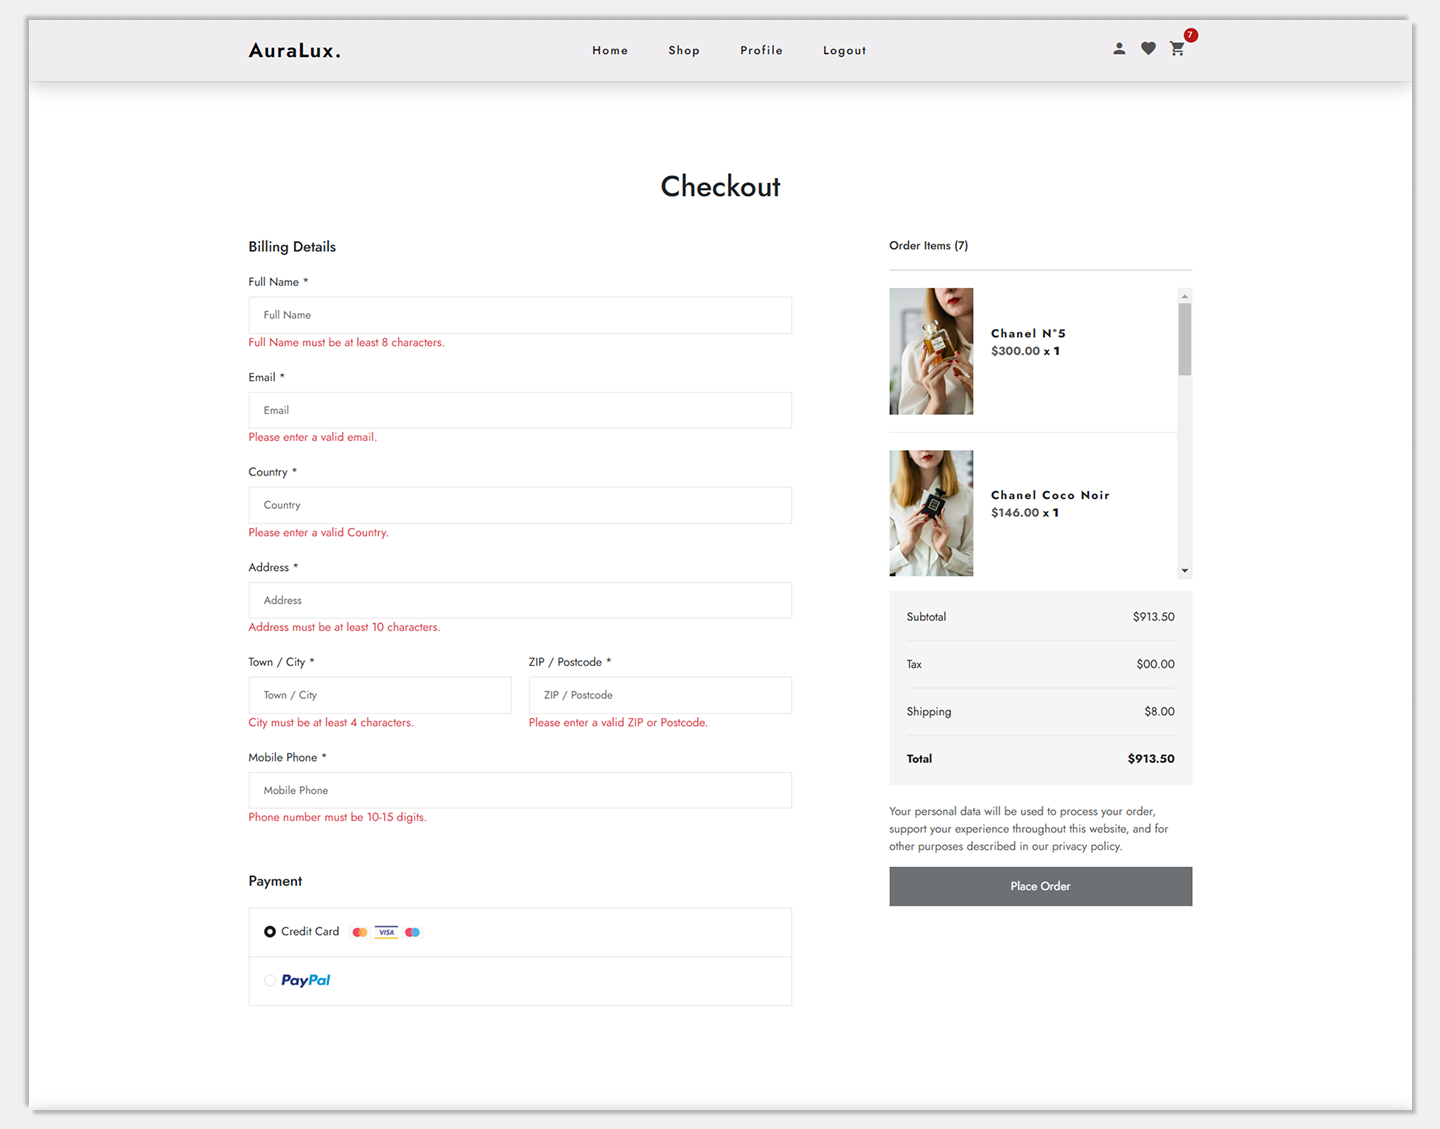 AuraLux.
Home Shop Profile Logout
7
Checkout
Billing Details
Full Name *
Full Name
Full Name must be at least 8 characters.
Email *
Email
Please enter a valid email.
Country *
Country
Please enter a valid Country.
Address *
Address
Address must be at least 10 characters.
Town / City * ZIP / Postcode *
Town / City ZIP / Postcode
City must be at least 4 characters. Please enter a valid ZIP or Postcode.
Mobile Phone *
Mobile Phone
Phone number must be 10-15 digits.
Payment
Credit Card VISA
PayPal
Order Items (7)
Chanel N°5
$300.00 x 1
Chanel Coco Noir
$146.00 x 1
Subtotal $913.50
Tax $00.00
Shipping $8.00
Total $913.50
Your personal data will be used to process your order,
support your experience throughout this website, and for
other purposes described in our privacy policy.
Place Order